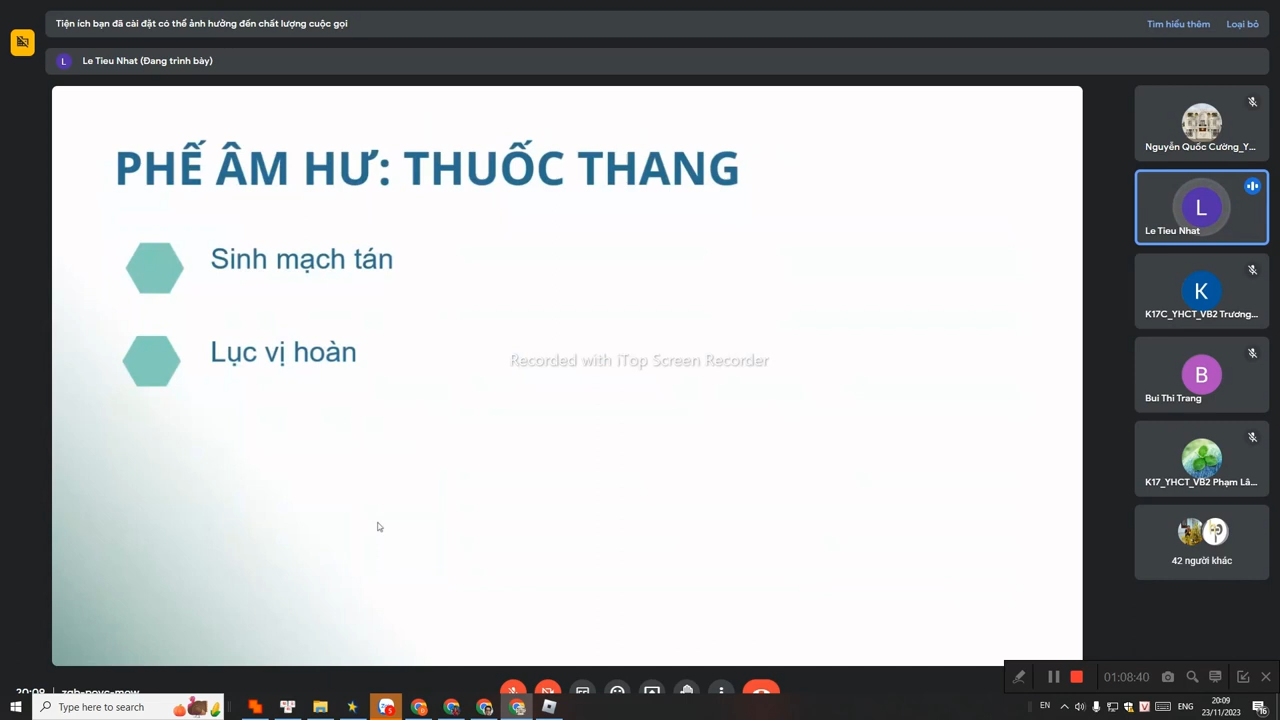 Tiện ích bạn đã cài đặt có thể ảnh hưởng đến chất lượng cuộc gọi
Tìm hiểu thêm
Loại bỏ
L
Le Tieu Nhat (Đang trình bày)
PHẾ ÂM HƯ: THUỐC THANG
Sinh mạch tán
Lục vị hoàn
Recorded with iTop Screen Recorder
Nguyễn Quốc Cường_Y...
L
Le Tieu Nhat
K
K17C_YHCT_VB2 Trương...
B
Bui Thi Trang
K17_YHCT_VB2 Phạm Lâ...
42 người khác
01:08:40
Type here to search
EN
ENG
20:09
23/11/2023